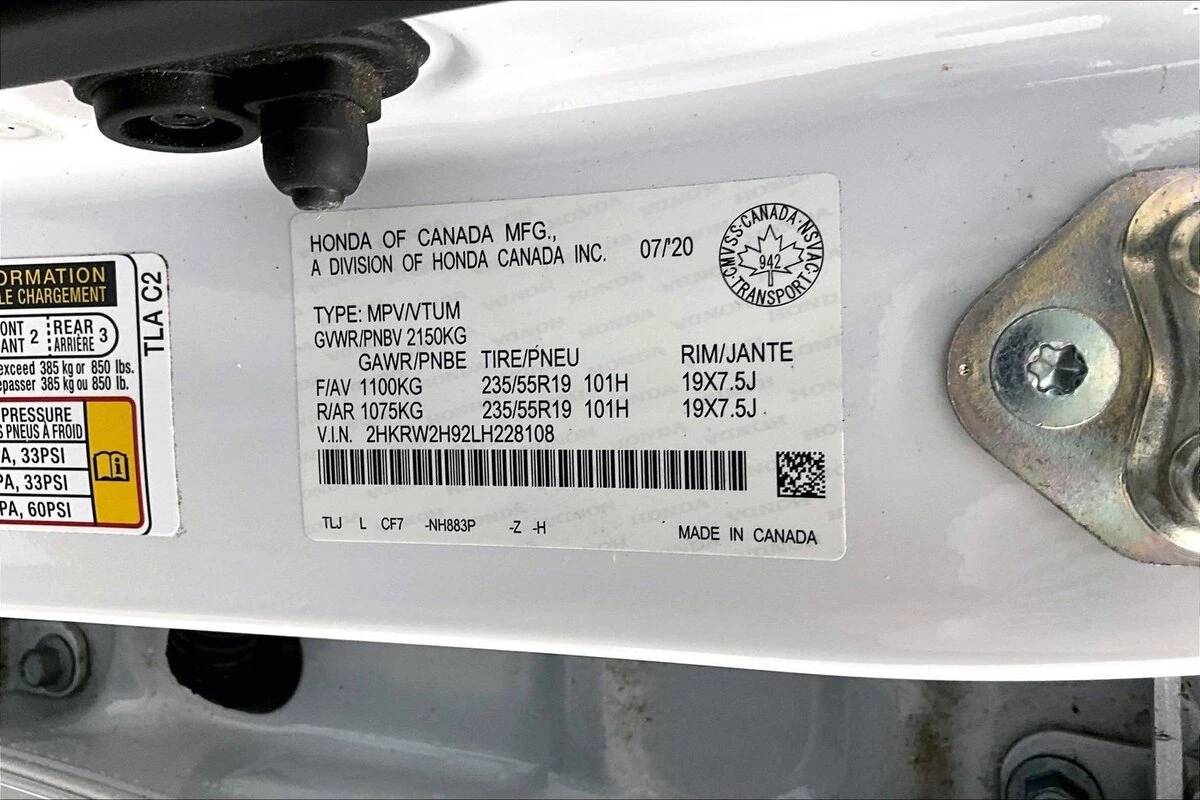 ORMATION
LE CHARGEMENT
ONT 2 REAR 3
ANT ARRIÈRE
exceed 385 kg or 850 lbs.
epasser 385 kg ou 850 lb.
PRESSURE
S PNEUS À FROID
A, 33PSI
PA, 33PSI
PA, 60PSI
TLA C2
HONDA OF CANADA MFG.,
A DIVISION OF HONDA CANADA INC. 07/'20
CMVSS·CANADA·NSVAC
942
TRANSPORT
TYPE: MPV/VTUM
GVWR/PNBV 2150KG
GAWR/PNBE TIRE/PNEU RIM/JANTE
F/AV 1100KG 235/55R19 101H 19X7.5J
R/AR 1075KG 235/55R19 101H 19X7.5J
V.I.N. 2HKRW2H92LH228108
TLJ L CF7 -NH883P -Z -H MADE IN CANADA